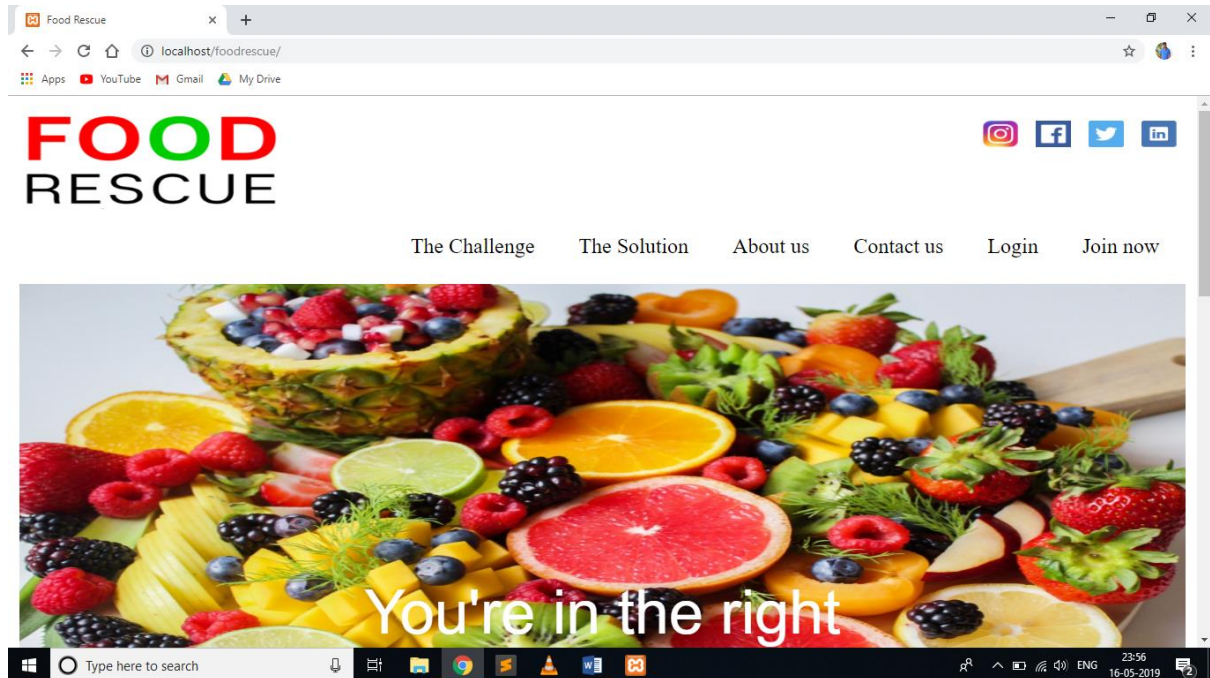 Food Rescue
localhost/foodrescue/
Apps YouTube Gmail My Drive
FOOD
RESCUE
The Challenge The Solution About us Contact us Login Join now
You're in the right
Type here to search
ENG
23:56
16-05-2019
2